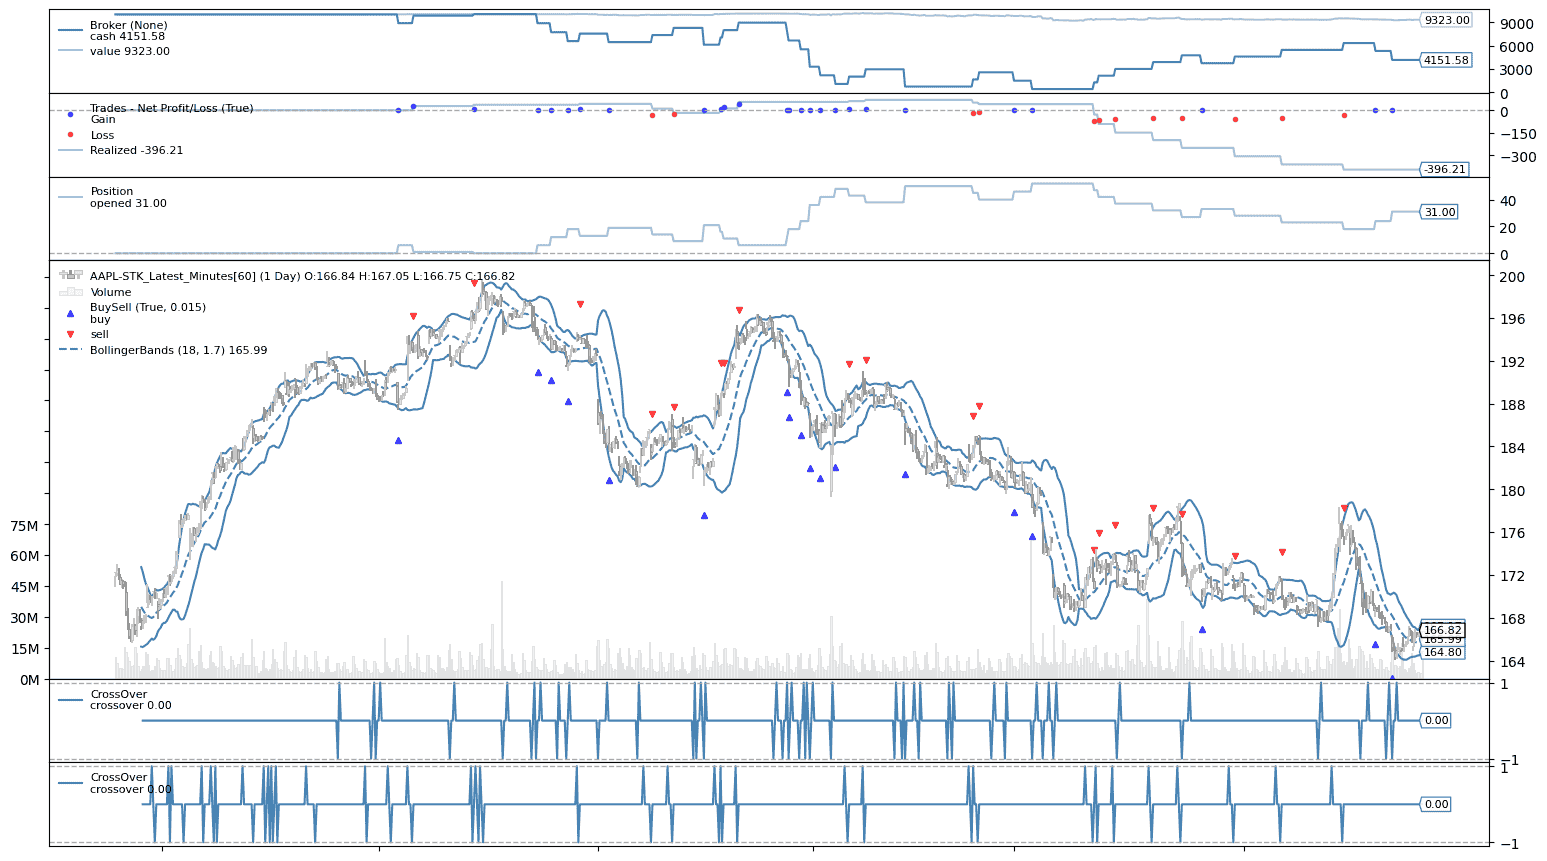 Broker (None)
cash 4151.58
value 9323.00
9323.00
4151.58
9000
6000
3000
0
Trades - Net Profit/Loss (True)
Gain
Loss
Realized -396.21
-396.21
0
−150
−300
Position
opened 31.00
31.00
40
20
0
AAPL-STK_Latest_Minutes[60] (1 Day) O:166.84 H:167.05 L:166.75 C:166.82
Volume
BuySell (True, 0.015)
buy
sell
BollingerBands (18, 1.7) 165.99
200
196
192
188
184
180
176
172
168
164
75M
60M
45M
30M
15M
0M
166.82
165.99
164.80
CrossOver
crossover 0.00
0.00
1
−1
CrossOver
crossover 0.00
0.00
1
−1